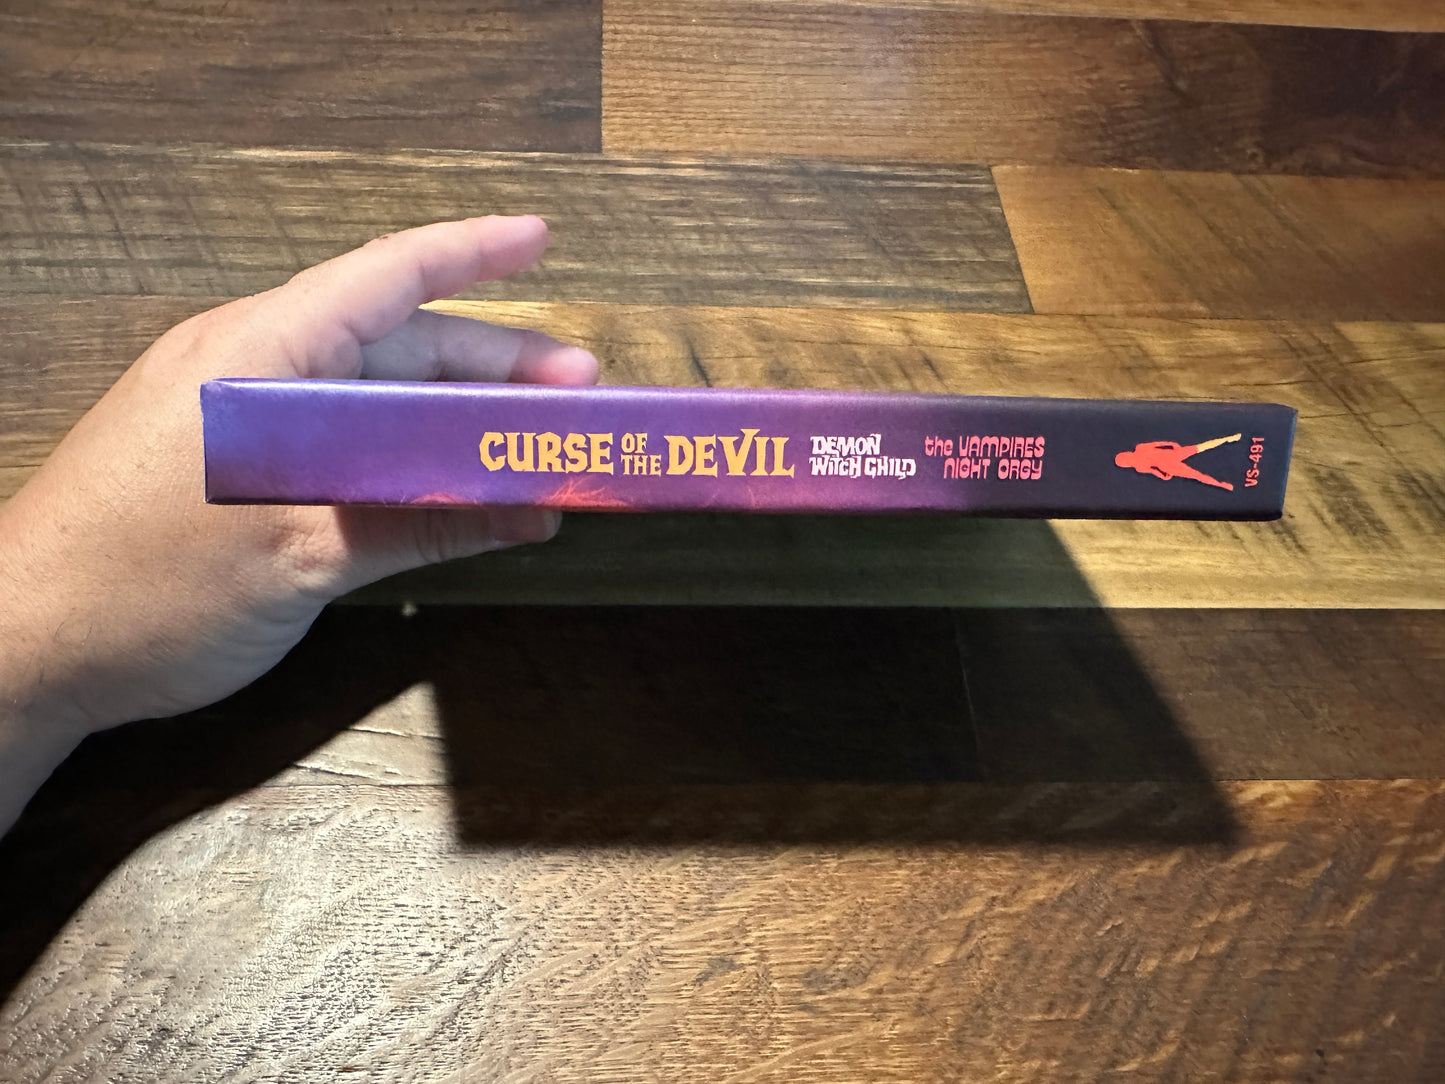 CURSE OF THE DEVIL
DEMON WITCH CHILD
the VAMPIRES NIGHT ORGY
VS-491